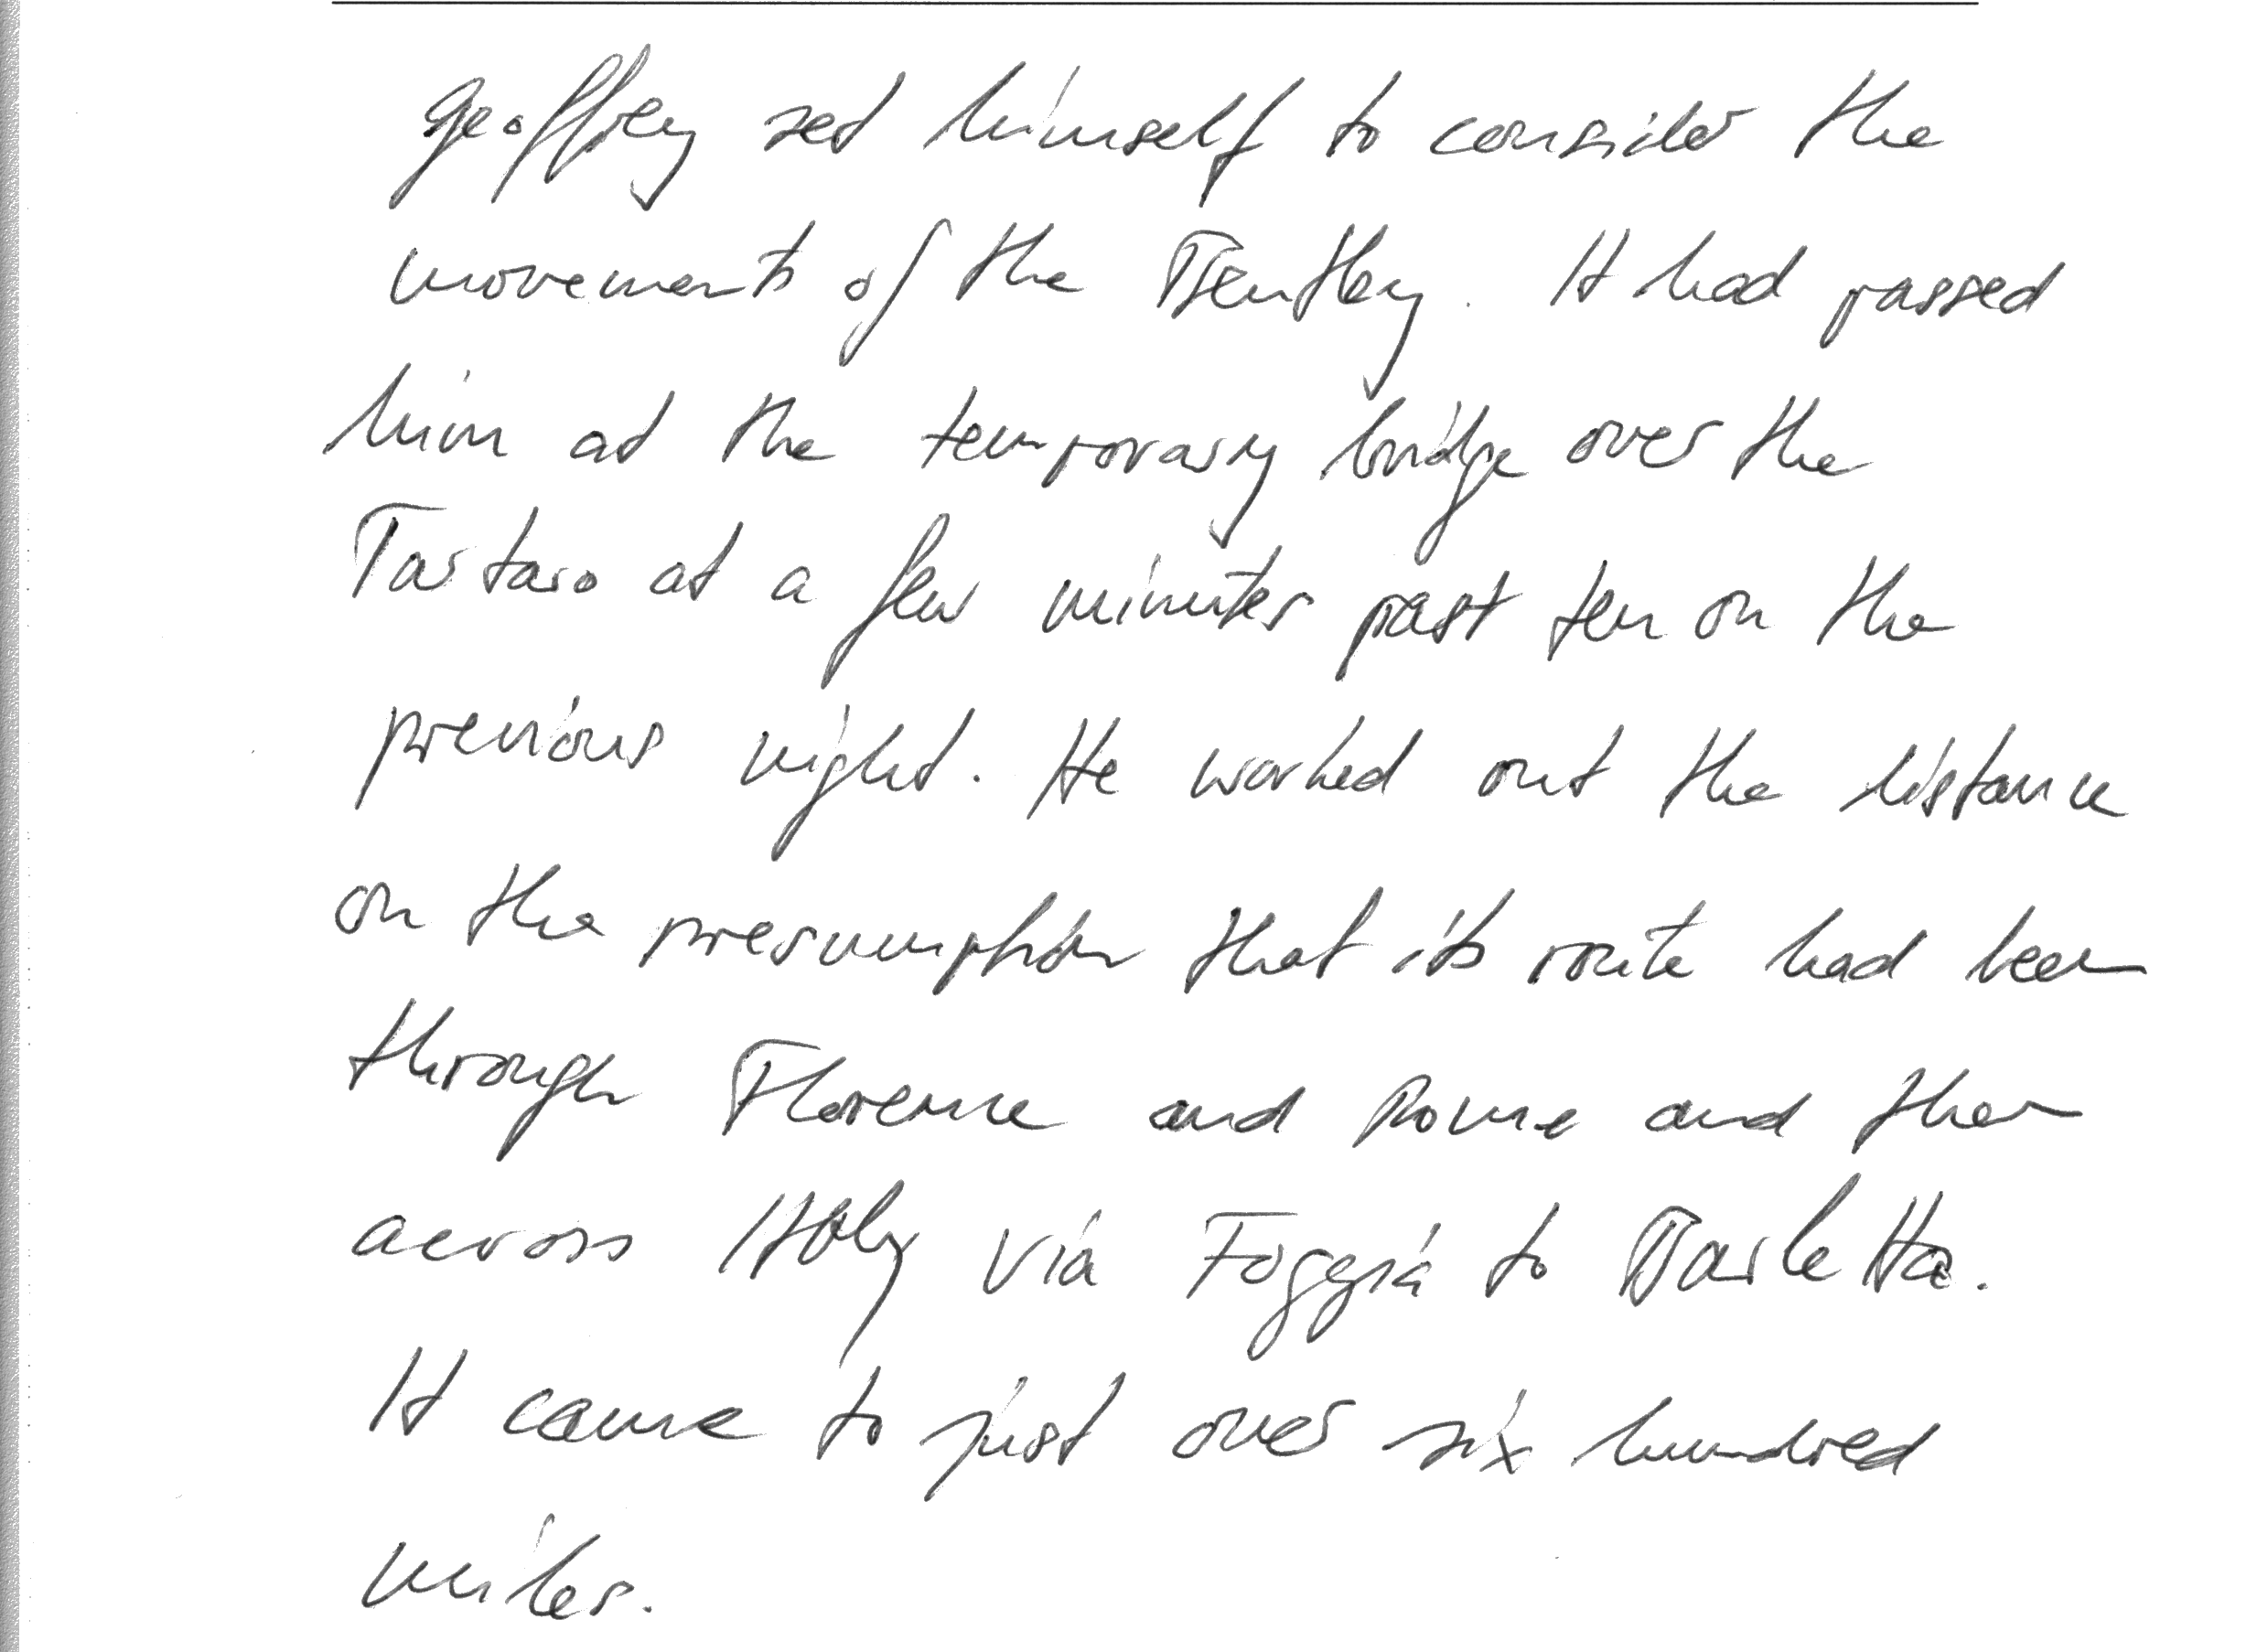 Geoffrey set himself to consider the
movements of the Bentley. It had passed
him at the temporary bridge over the
Tartaro at a few minutes past ten on the
previous night. He worked out the distance
on the presumption that its route had been
through Florence and Rome and then
across Italy via Foggia to Barletta.
It came to just over six hundred
miles.